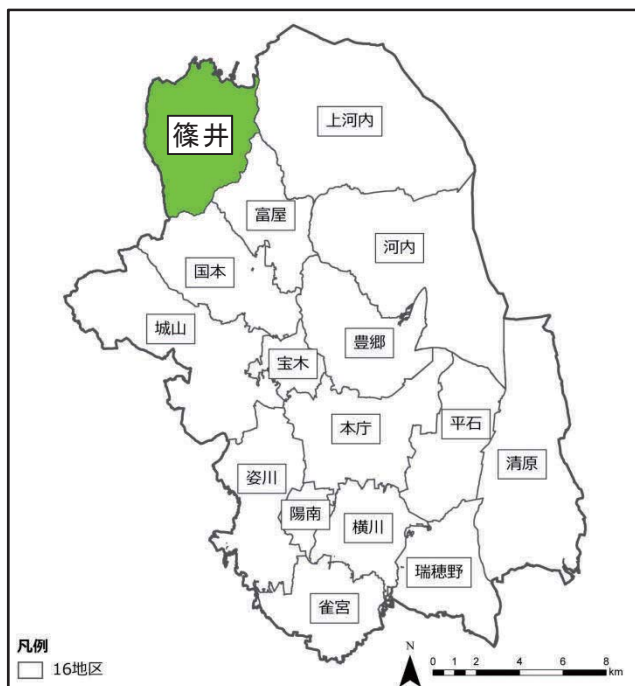 篠井
上河内
富屋
河内
国本
城山
豊郷
宝木
本庁
平石
清原
姿川
陽南
横川
瑞穂野
雀宮
凡例
16地区
N
0 1 2 4 6 8
km